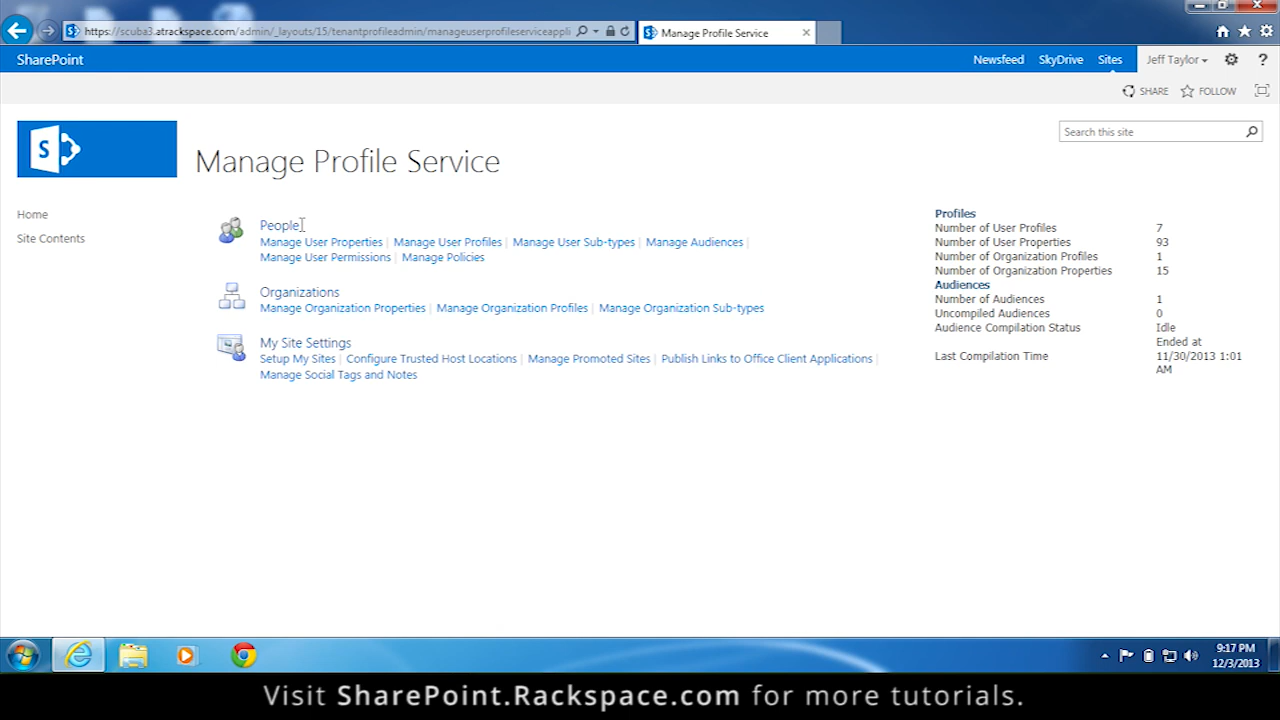 https://scuba3.atrackspace.com/admin/_layouts/15/tenantprofileadmin/manageuserprofileserviceappli
Manage Profile Service
SharePoint
Newsfeed SkyDrive Sites Jeff Taylor ?
SHARE FOLLOW
S
Manage Profile Service
Search this site
Home
Site Contents
People
Manage User Properties | Manage User Profiles | Manage User Sub-types | Manage Audiences |
Manage User Permissions | Manage Policies
Organizations
Manage Organization Properties | Manage Organization Profiles | Manage Organization Sub-types
My Site Settings
Setup My Sites | Configure Trusted Host Locations | Manage Promoted Sites | Publish Links to Office Client Applications |
Manage Social Tags and Notes
Profiles
Number of User Profiles 7
Number of User Properties 93
Number of Organization Profiles 1
Number of Organization Properties 15
Audiences
Number of Audiences 1
Uncompiled Audiences 0
Audience Compilation Status Idle
Last Compilation Time Ended at
11/30/2013 1:01
AM
9:17 PM
12/3/2013
Visit SharePoint.Rackspace.com for more tutorials.